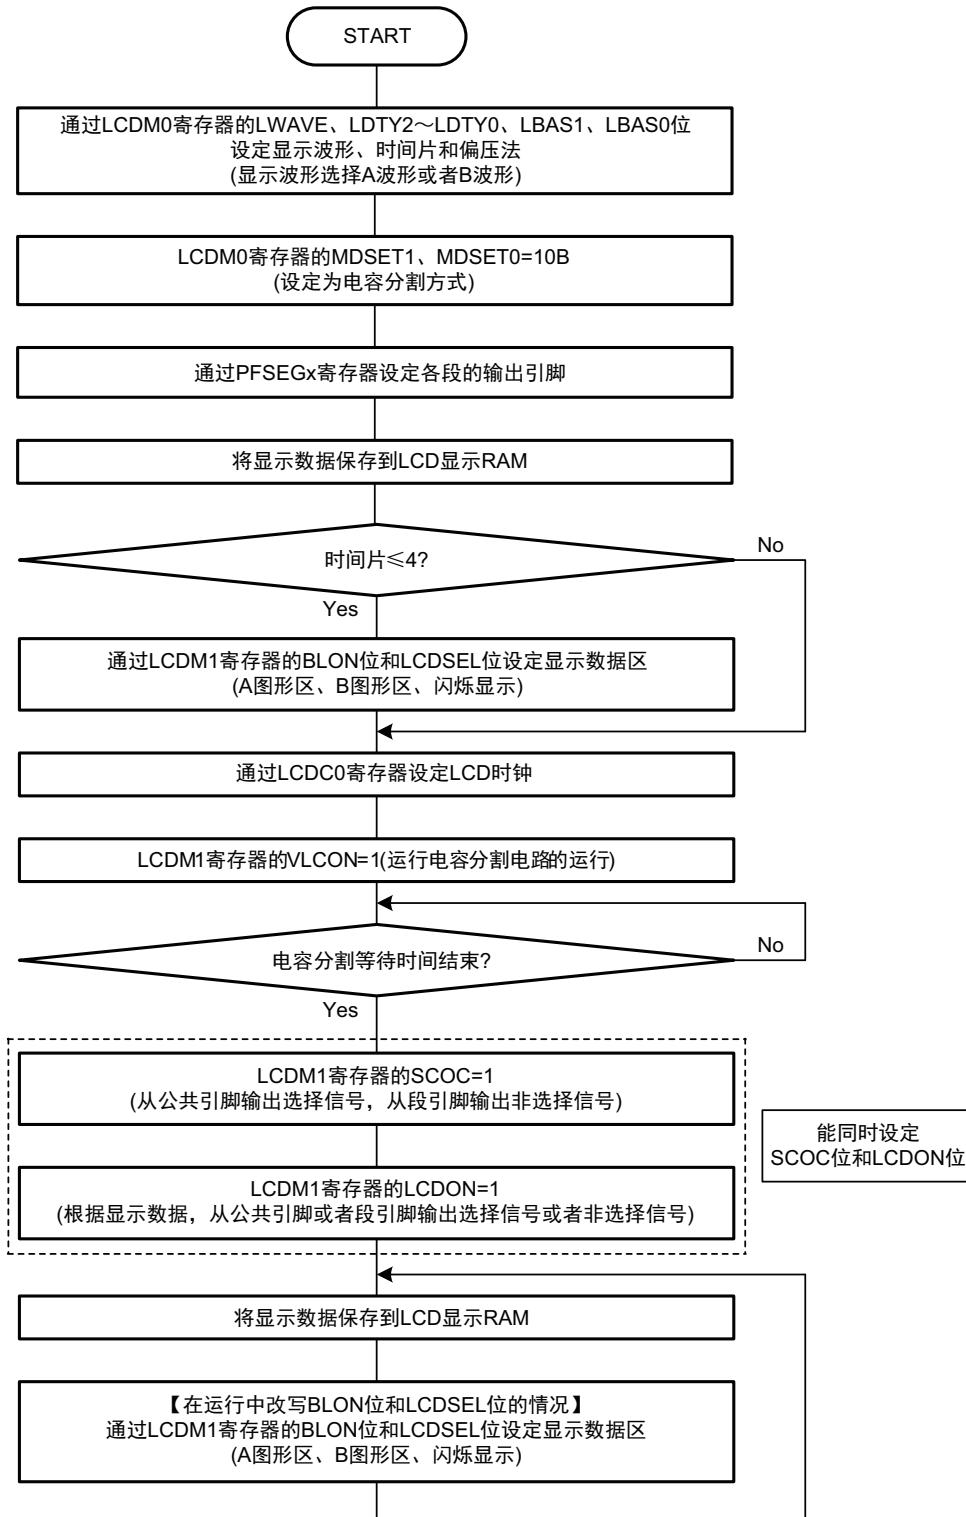 START
通过LCDM0寄存器的LWAVE、LDTY2～LDTY0、LBAS1、LBAS0位
设定显示波形、时间片和偏压法
(显示波形选择A波形或者B波形)
LCDM0寄存器的MDSET1、MDSET0=10B
(设定为电容分割方式)
通过PFSEGx寄存器设定各段的输出引脚
将显示数据保存到LCD显示RAM
时间片≤4?
No
Yes
通过LCDM1寄存器的BLON位和LCDSEL位设定显示数据区
(A图形区、B图形区、闪烁显示)
通过LCDC0寄存器设定LCD时钟
LCDM1寄存器的VLCON=1(运行电容分割电路的运行)
电容分割等待时间结束?
No
Yes
LCDM1寄存器的SCOC=1
(从公共引脚输出选择信号，从段引脚输出非选择信号)
能同时设定
SCOC位和LCDON位
LCDM1寄存器的LCDON=1
(根据显示数据，从公共引脚或者段引脚输出选择信号或者非选择信号)
将显示数据保存到LCD显示RAM
【在运行中改写BLON位和LCDSEL位的情况】
通过LCDM1寄存器的BLON位和LCDSEL位设定显示数据区
(A图形区、B图形区、闪烁显示)